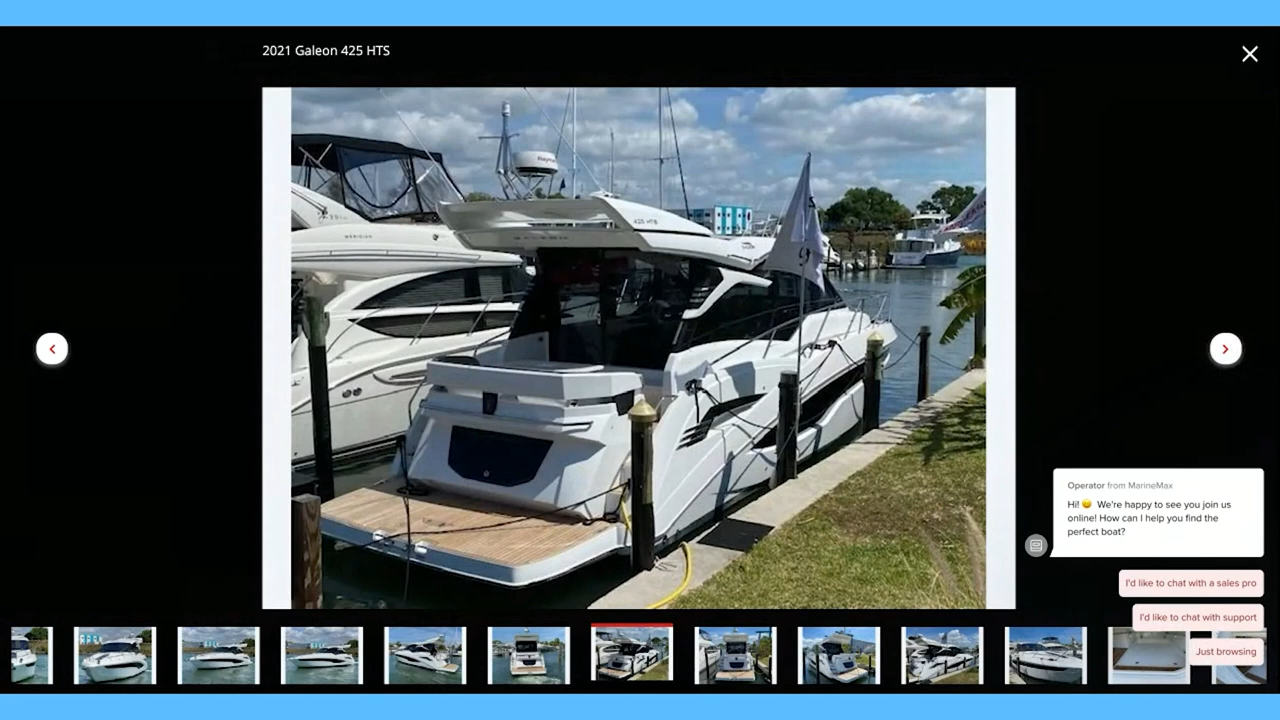 2021 Galeon 425 HTS
425 HTS
MERIDIAN
Operator from MarineMax
Hi! 😄 We're happy to see you join us
online! How can I help you find the
perfect boat?
I'd like to chat with a sales pro
I'd like to chat with support
Just browsing